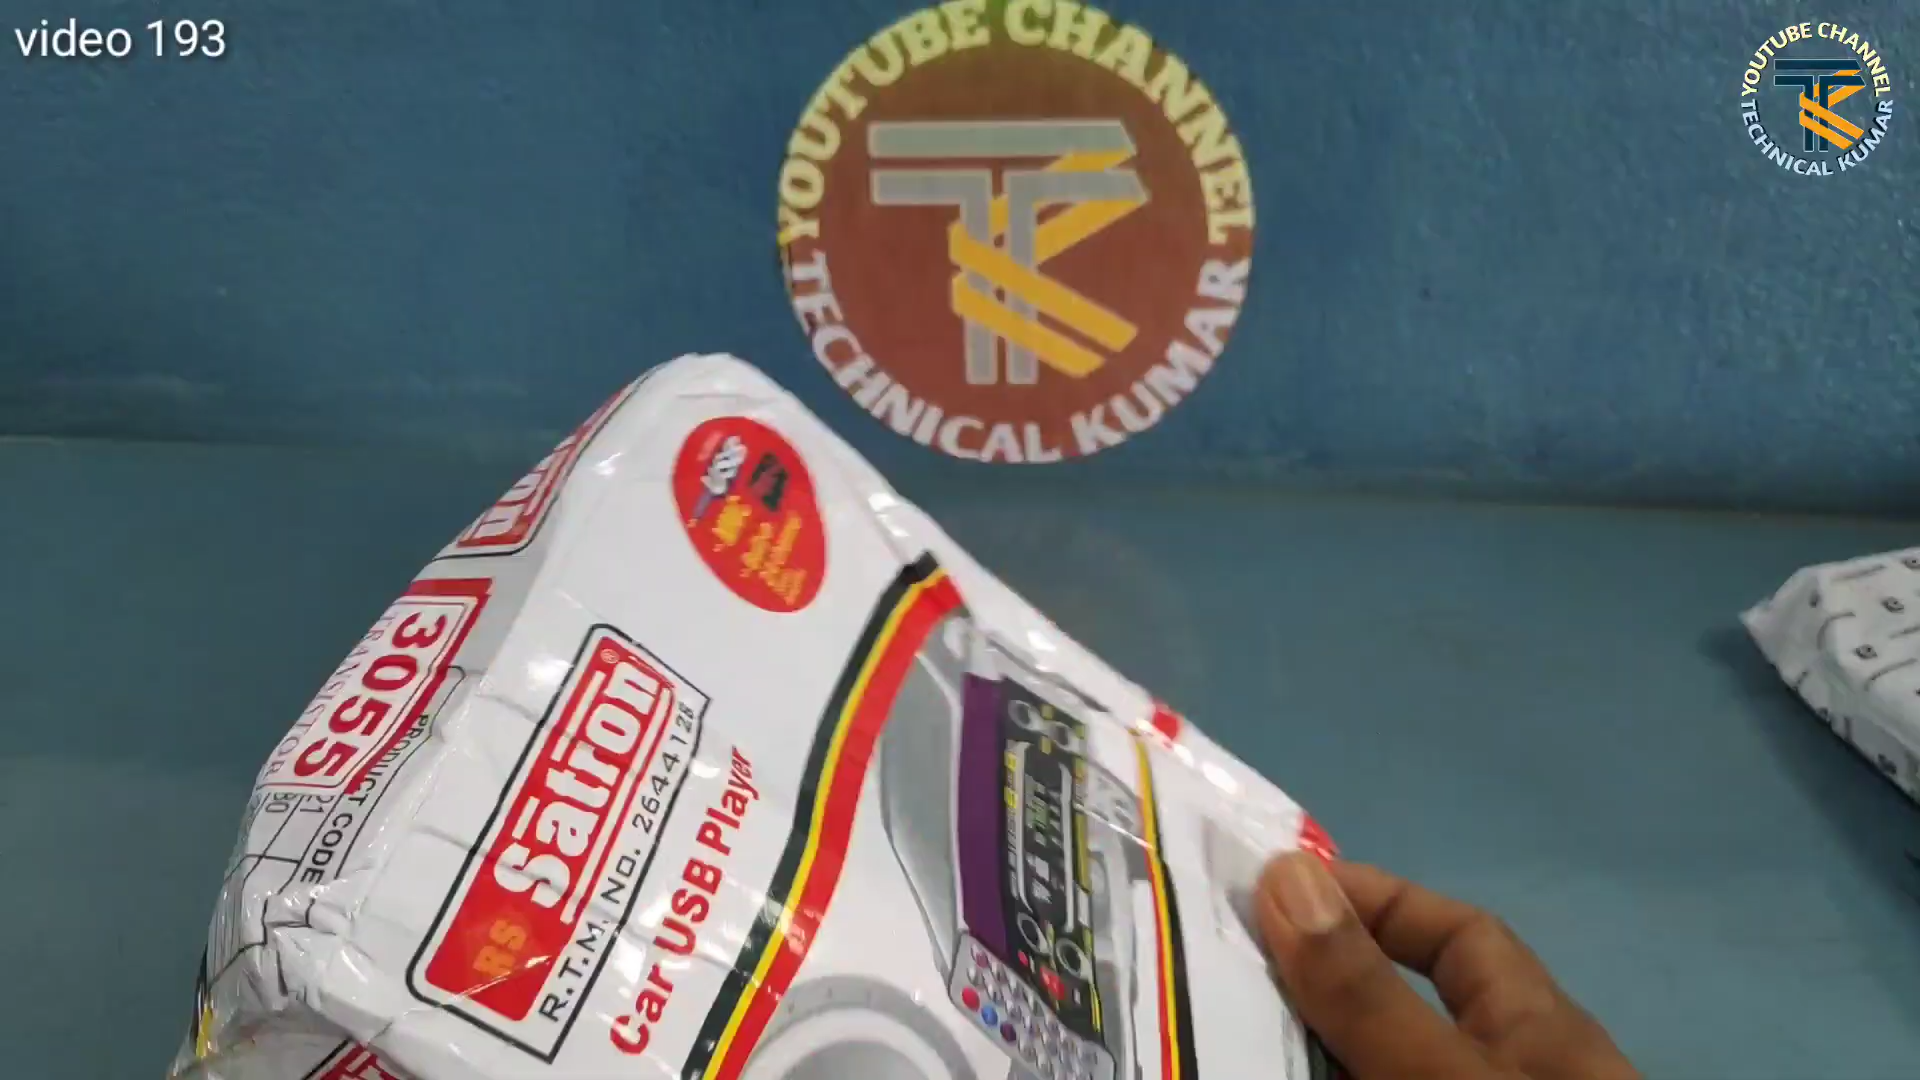 video 193
YOUTUBE CHANNEL
TECHNICAL KUMAR
YOUTUBE CHANNEL
TECHNICAL KUMAR
3055
TRANSISTOR
PRODUCT CODE
RS
Satron®
R.T.M. NO. 2644128
Car USB Player